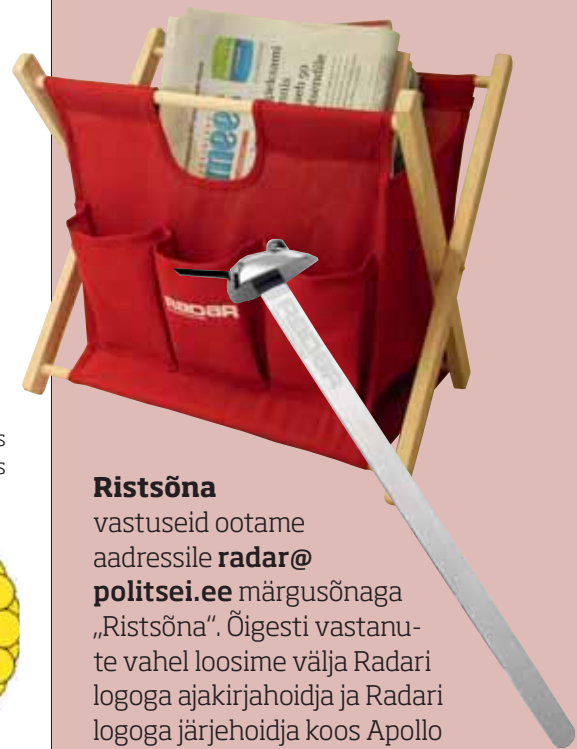 RADAR
s
s
Ristsõna
vastuseid ootame
aadressile radar@
politsei.ee märgusõnaga
„Ristsõna“. Õigesti vastanu-
te vahel loosime välja Radari
logoga ajakirjahoidja ja Radari
logoga järjehoidja koos Apollo